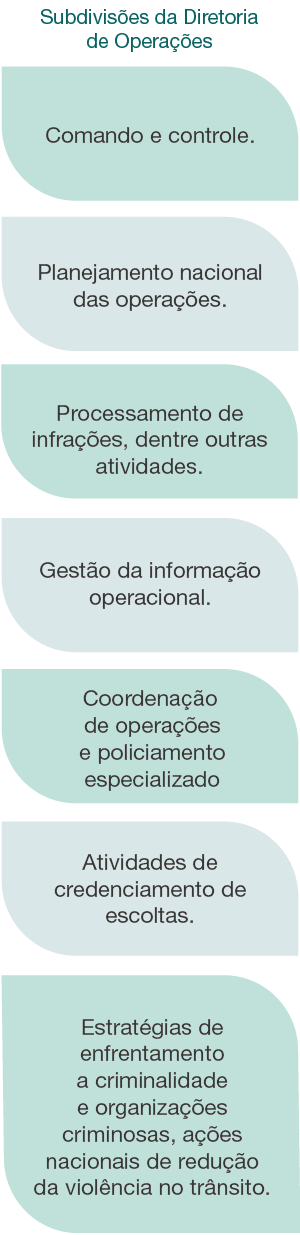 Subdivisões da Diretoria
de Operações
Comando e controle.
Planejamento nacional
das operações.
Processamento de
infrações, dentre outras
atividades.
Gestão da informação
operacional.
Coordenação
de operações
e policiamento
especializado
Atividades de
credenciamento de
escoltas.
Estratégias de
enfrentamento
a criminalidade
e organizações
criminosas, ações
nacionais de redução
da violência no trânsito.